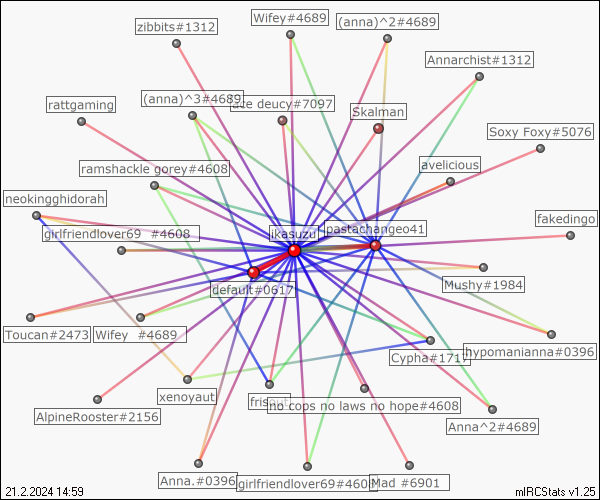 Wifey#4689
(anna)^2#4689
zibbits#1312
Annarchist#1312
(anna)^3#4689
deucy#7097
rattgaming
Skalman
Soxy Foxy#5076
ramshackle gorey#4608
avelicious
neokingghidorah
fakedingo
girlfriendlover69 #4608
ikasuzu
pastachangeo41
Mushy#1984
default#0617
Toucan#2473
Wifey #4689
Cypha#1717
hypomanianna#0396
xenoyaut
no cops no laws no hope#4608
AlpineRooster#2156
Anna^2#4689
Anna.#0396
girlfriendlover69#4608
Mad #6901
21.2.2024 14:59
mIRCStats v1.25